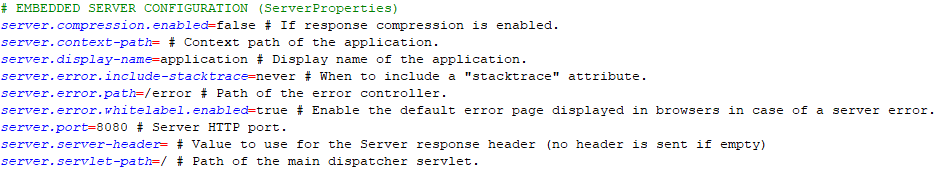 # EMBEDDED SERVER CONFIGURATION (ServerProperties)
server.compression.enabled=false # If response compression is enabled.
server.context-path= # Context path of the application.
server.display-name=application # Display name of the application.
server.error.include-stacktrace=never # When to include a "stacktrace" attribute.
server.error.path=/error # Path of the error controller.
server.error.whitelabel.enabled=true # Enable the default error page displayed in browsers in case of a server error.
server.port=8080 # Server HTTP port.
server.server-header= # Value to use for the Server response header (no header is sent if empty)
server.servlet-path=/ # Path of the main dispatcher servlet.